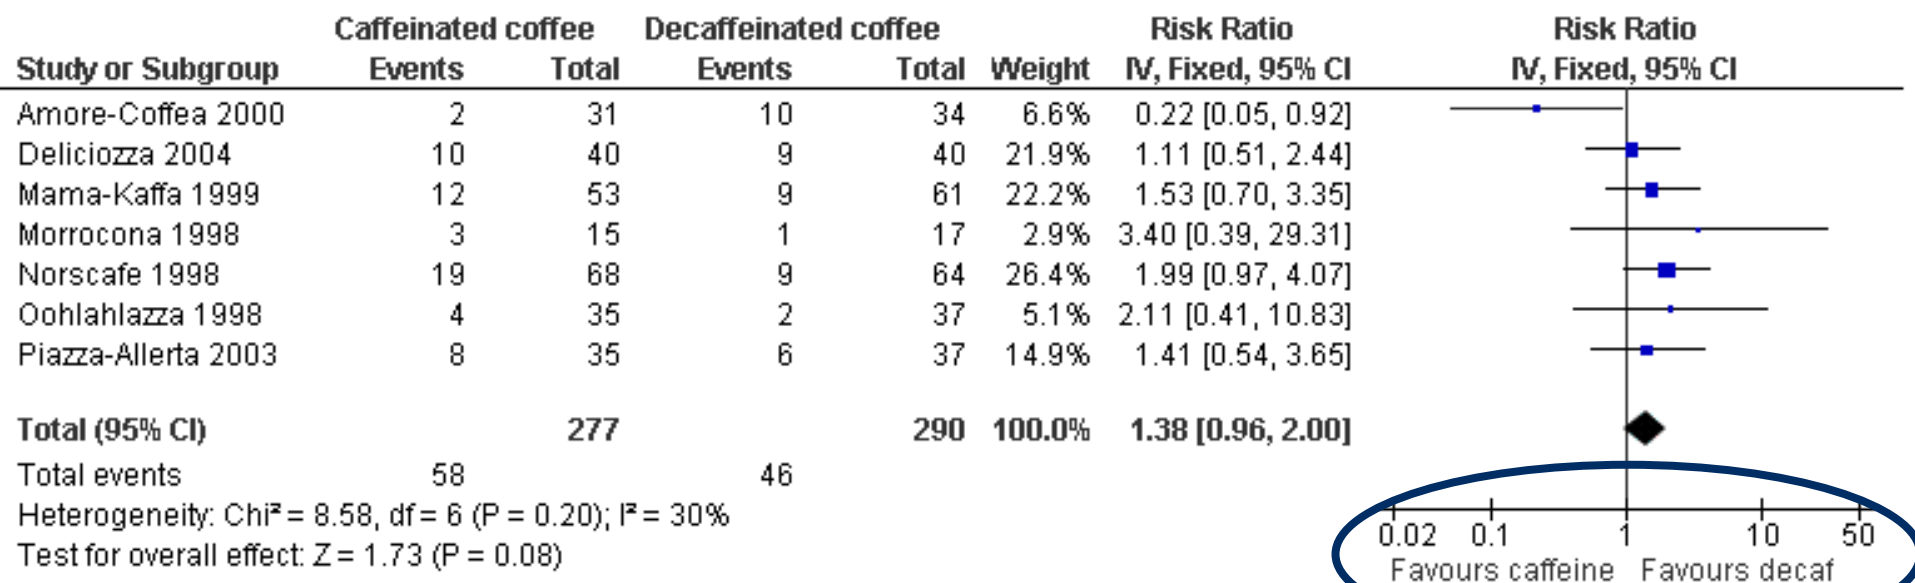 Caffeinated coffee Decaffeinated coffee Risk Ratio Risk Ratio
Study or Subgroup Events Total Events Total Weight IV, Fixed, 95% CI IV, Fixed, 95% CI
Amore-Coffea 2000 2 31 10 34 6.6% 0.22 [0.05, 0.92]
Deliciozza 2004 10 40 9 40 21.9% 1.11 [0.51, 2.44]
Mama-Kaffa 1999 12 53 9 61 22.2% 1.53 [0.70, 3.35]
Morrocona 1998 3 15 1 17 2.9% 3.40 [0.39, 29.31]
Norscafe 1998 19 68 9 64 26.4% 1.99 [0.97, 4.07]
Oohlahlazza 1998 4 35 2 37 5.1% 2.11 [0.41, 10.83]
Piazza-Allerta 2003 8 35 6 37 14.9% 1.41 [0.54, 3.65]
Total (95% CI) 277 290 100.0% 1.38 [0.96, 2.00]
Total events 58 46
Heterogeneity: Chi² = 8.58, df = 6 (P = 0.20); I² = 30%
Test for overall effect: Z = 1.73 (P = 0.08)
0.02 0.1 1 10 50
Favours caffeine Favours decaf